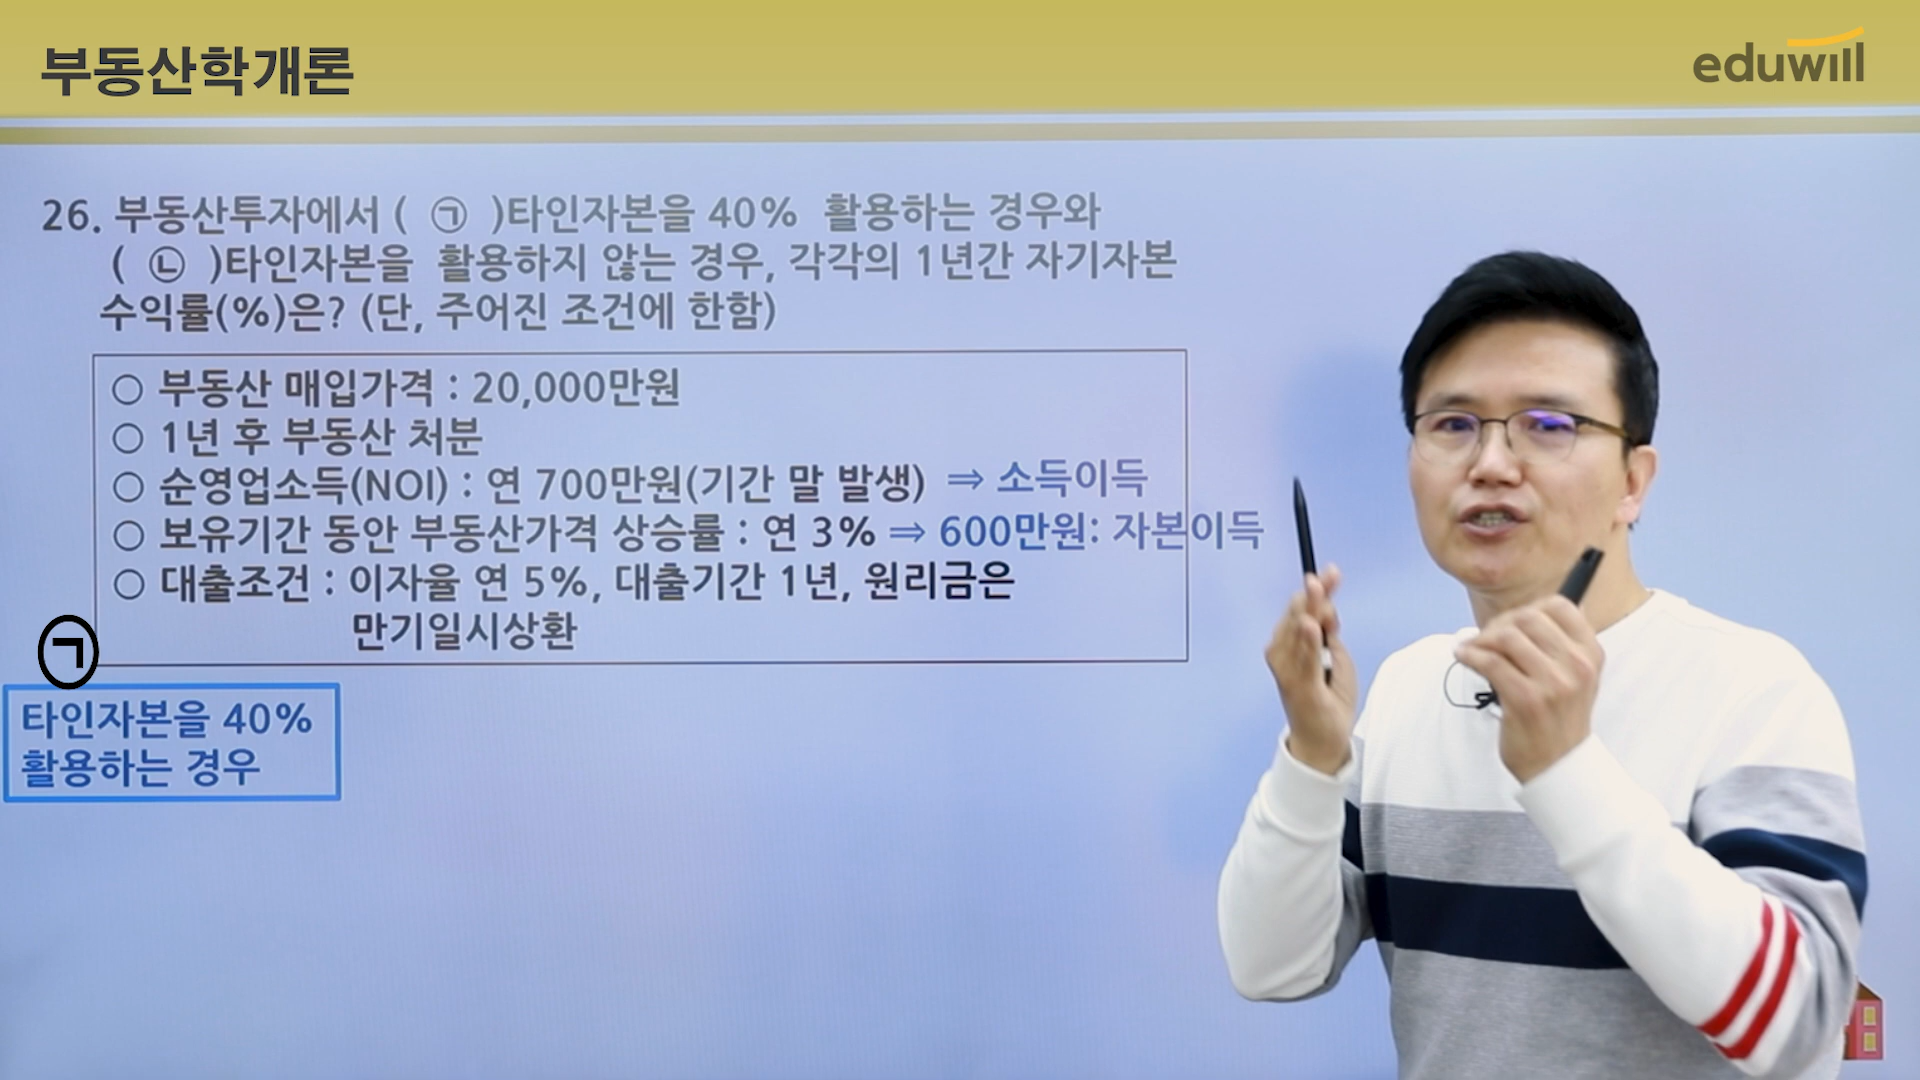 부동산학개론
eduwill
26. 부동산투자에서 ( ㉠ )타인자본을 40% 활용하는 경우와
( ㉡ )타인자본을 활용하지 않는 경우, 각각의 1년간 자기자본
수익률(%)은? (단, 주어진 조건에 한함)
○ 부동산 매입가격 : 20,000만원
○ 1년 후 부동산 처분
○ 순영업소득(NOI) : 연 700만원(기간 말 발생) ⇒ 소득이득
○ 보유기간 동안 부동산가격 상승률 : 연 3% ⇒ 600만원: 자본이득
○ 대출조건 : 이자율 연 5%, 대출기간 1년, 원리금은
만기일시상환
㉠
타인자본을 40%
활용하는 경우